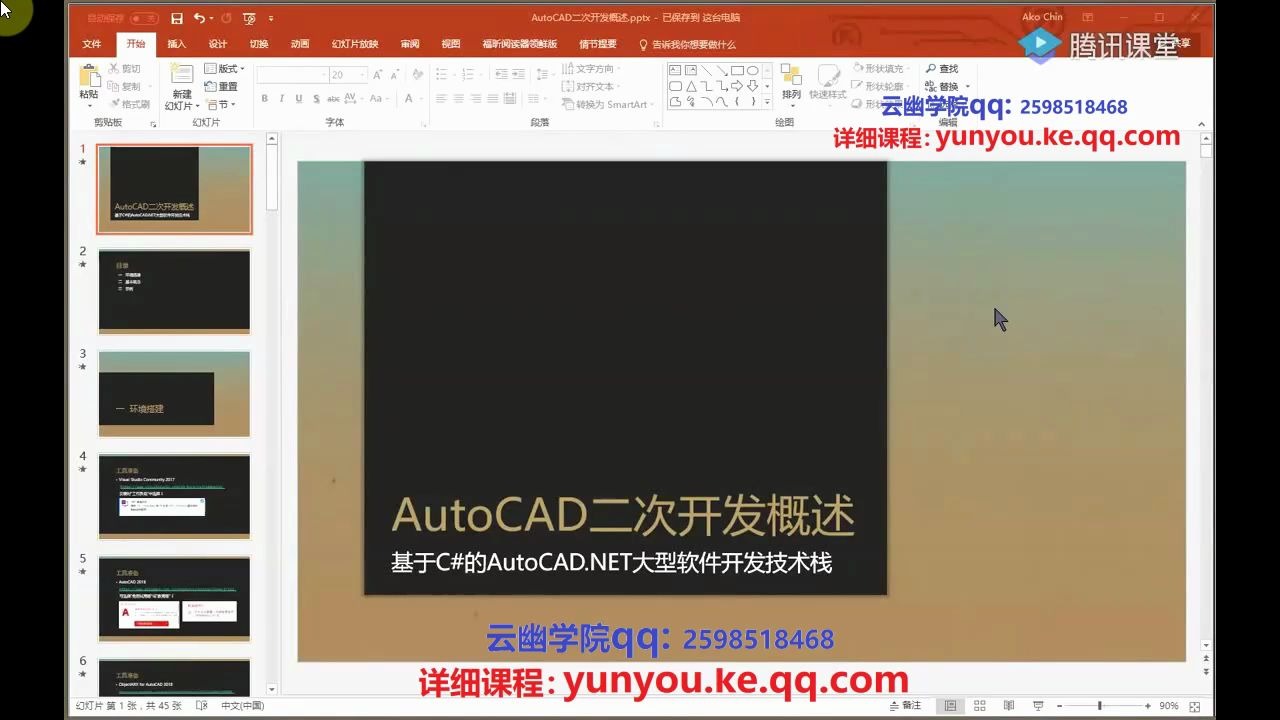 自动保存 关
AutoCAD二次开发概述.pptx - 已保存到 这台电脑
Ako Chin
文件 开始 插入 设计 切换 动画 幻灯片放映 审阅 视图 福昕阅读器领鲜版 情节提要 告诉我你想要做什么 共享
腾讯课堂
剪切
复制
格式刷
粘贴
新建
幻灯片
版式
重置
节
20
文字方向
对齐文本
转换为 SmartArt
排列
快速样式
形状填充
形状轮廓
查找
替换
剪贴板 幻灯片 字体 段落 绘图 编辑
云幽学院qq: 2598518468
详细课程: yunyou.ke.qq.com
1
AutoCAD二次开发概述
基于C#的AutoCAD.NET大型软件开发技术栈
2
目录
一 环境搭建
二 基本概念
三 示例
3
一 环境搭建
4
工具准备
Visual Studio Community 2017
5
工具准备
AutoCAD 2018
6
工具准备
ObjectARX for AutoCAD 2018
AutoCAD二次开发概述
基于C#的AutoCAD.NET大型软件开发技术栈
云幽学院qq: 2598518468
详细课程: yunyou.ke.qq.com
幻灯片 第 1 张，共 45 张 中文(中国) 备注 90%